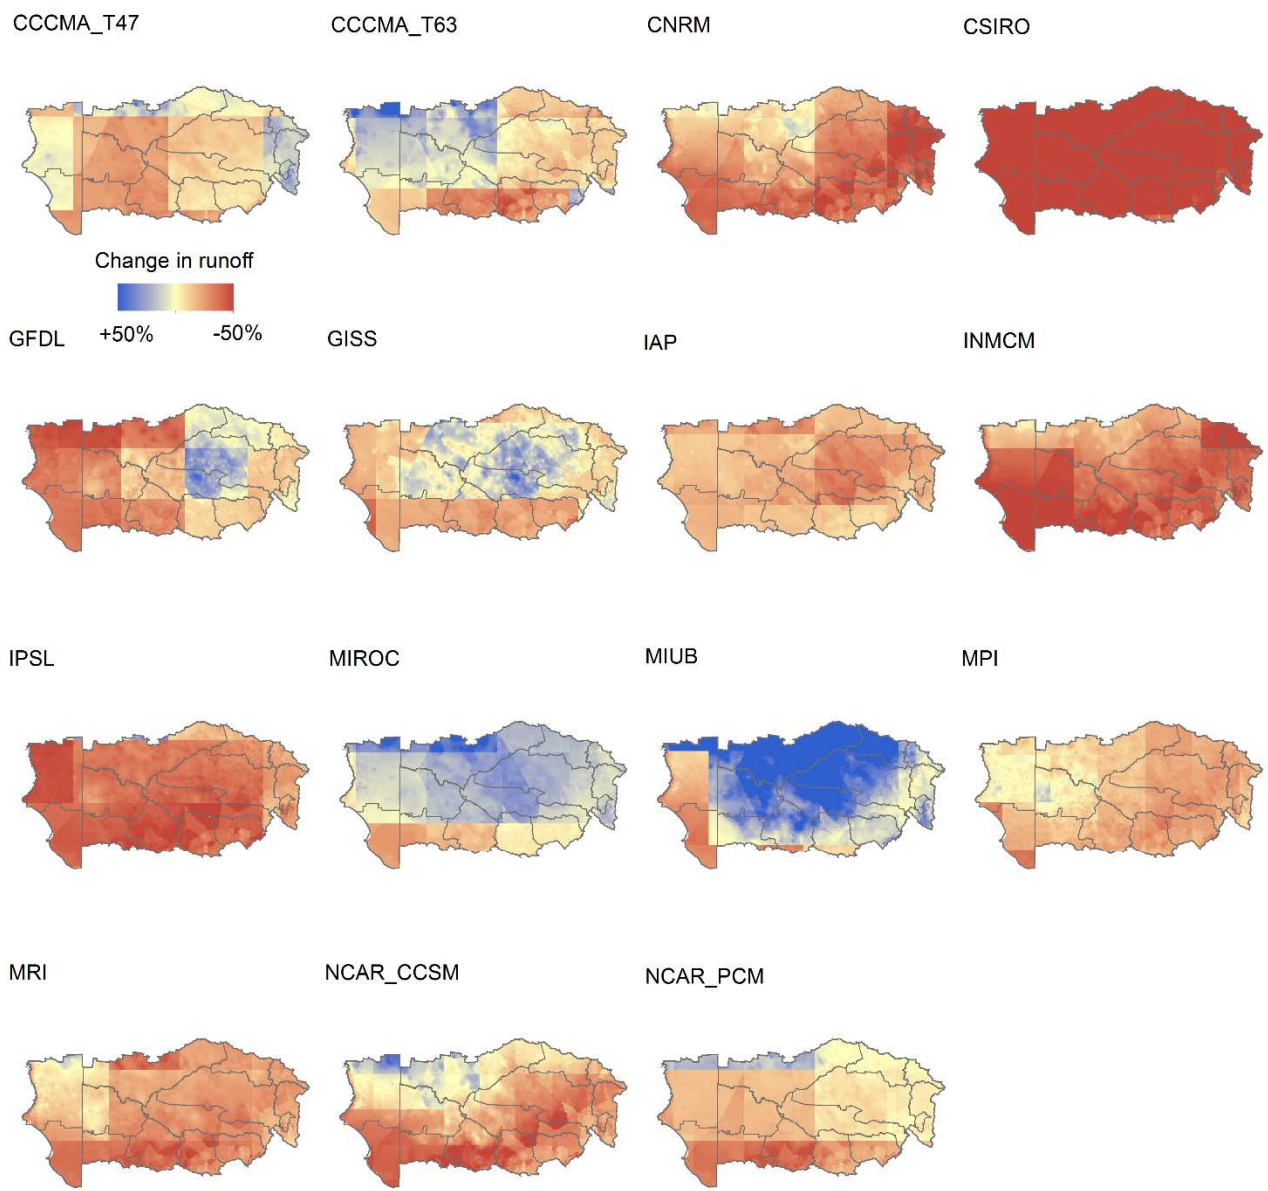 CCCMA_T47
CCCMA_T63
CNRM
CSIRO
Change in runoff
+50%
-50%
GFDL
GISS
IAP
INMCM
IPSL
MIROC
MIUB
MPI
MRI
NCAR_CCSM
NCAR_PCM